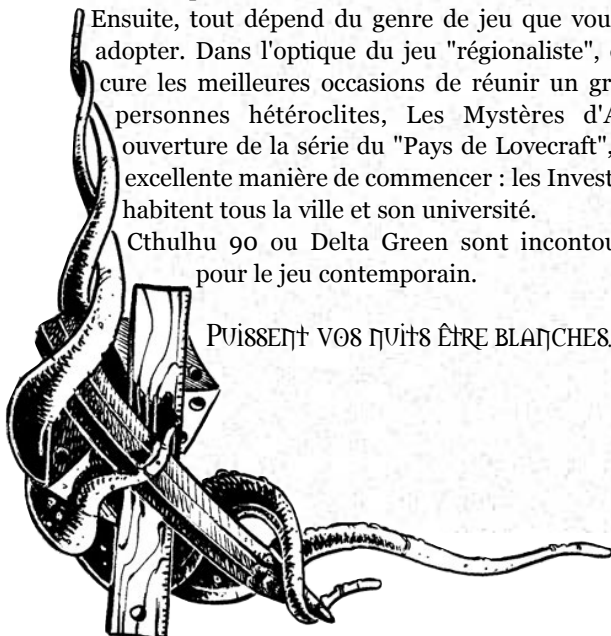 Ensuite, tout dépend du genre de jeu que vou
adopter. Dans l'optique du jeu "régionaliste",
cure les meilleures occasions de réunir un gr
personnes hétéroclites, Les Mystères d'A
ouverture de la série du "Pays de Lovecraft",
excellente manière de commencer : les Invest
habitent tous la ville et son université.
Cthulhu 90 ou Delta Green sont incontou
pour le jeu contemporain.
PUISSENT VOS NUITS ÊTRE BLANCHES.